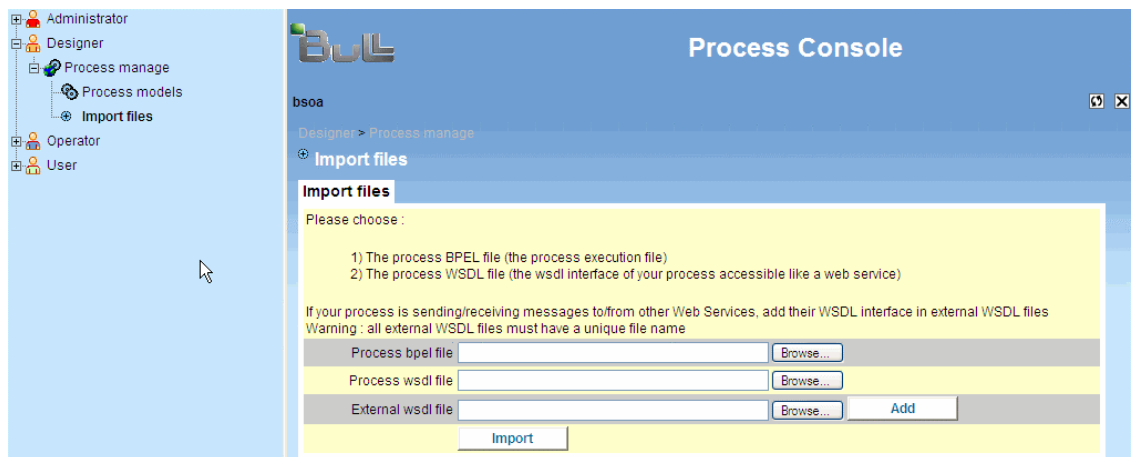 Administrator
Designer
Process manage
Process models
Import files
Operator
User
Bull
Process Console
bsoa
Designer > Process manage
Import files
Import files
Please choose :
1) The process BPEL file (the process execution file)
2) The process WSDL file (the wsdl interface of your process accessible like a web service)
If your process is sending/receiving messages to/from other Web Services, add their WSDL interface in external WSDL files
Warning : all external WSDL files must have a unique file name
Process bpel file Browse...
Process wsdl file Browse...
External wsdl file Browse... Add
Import